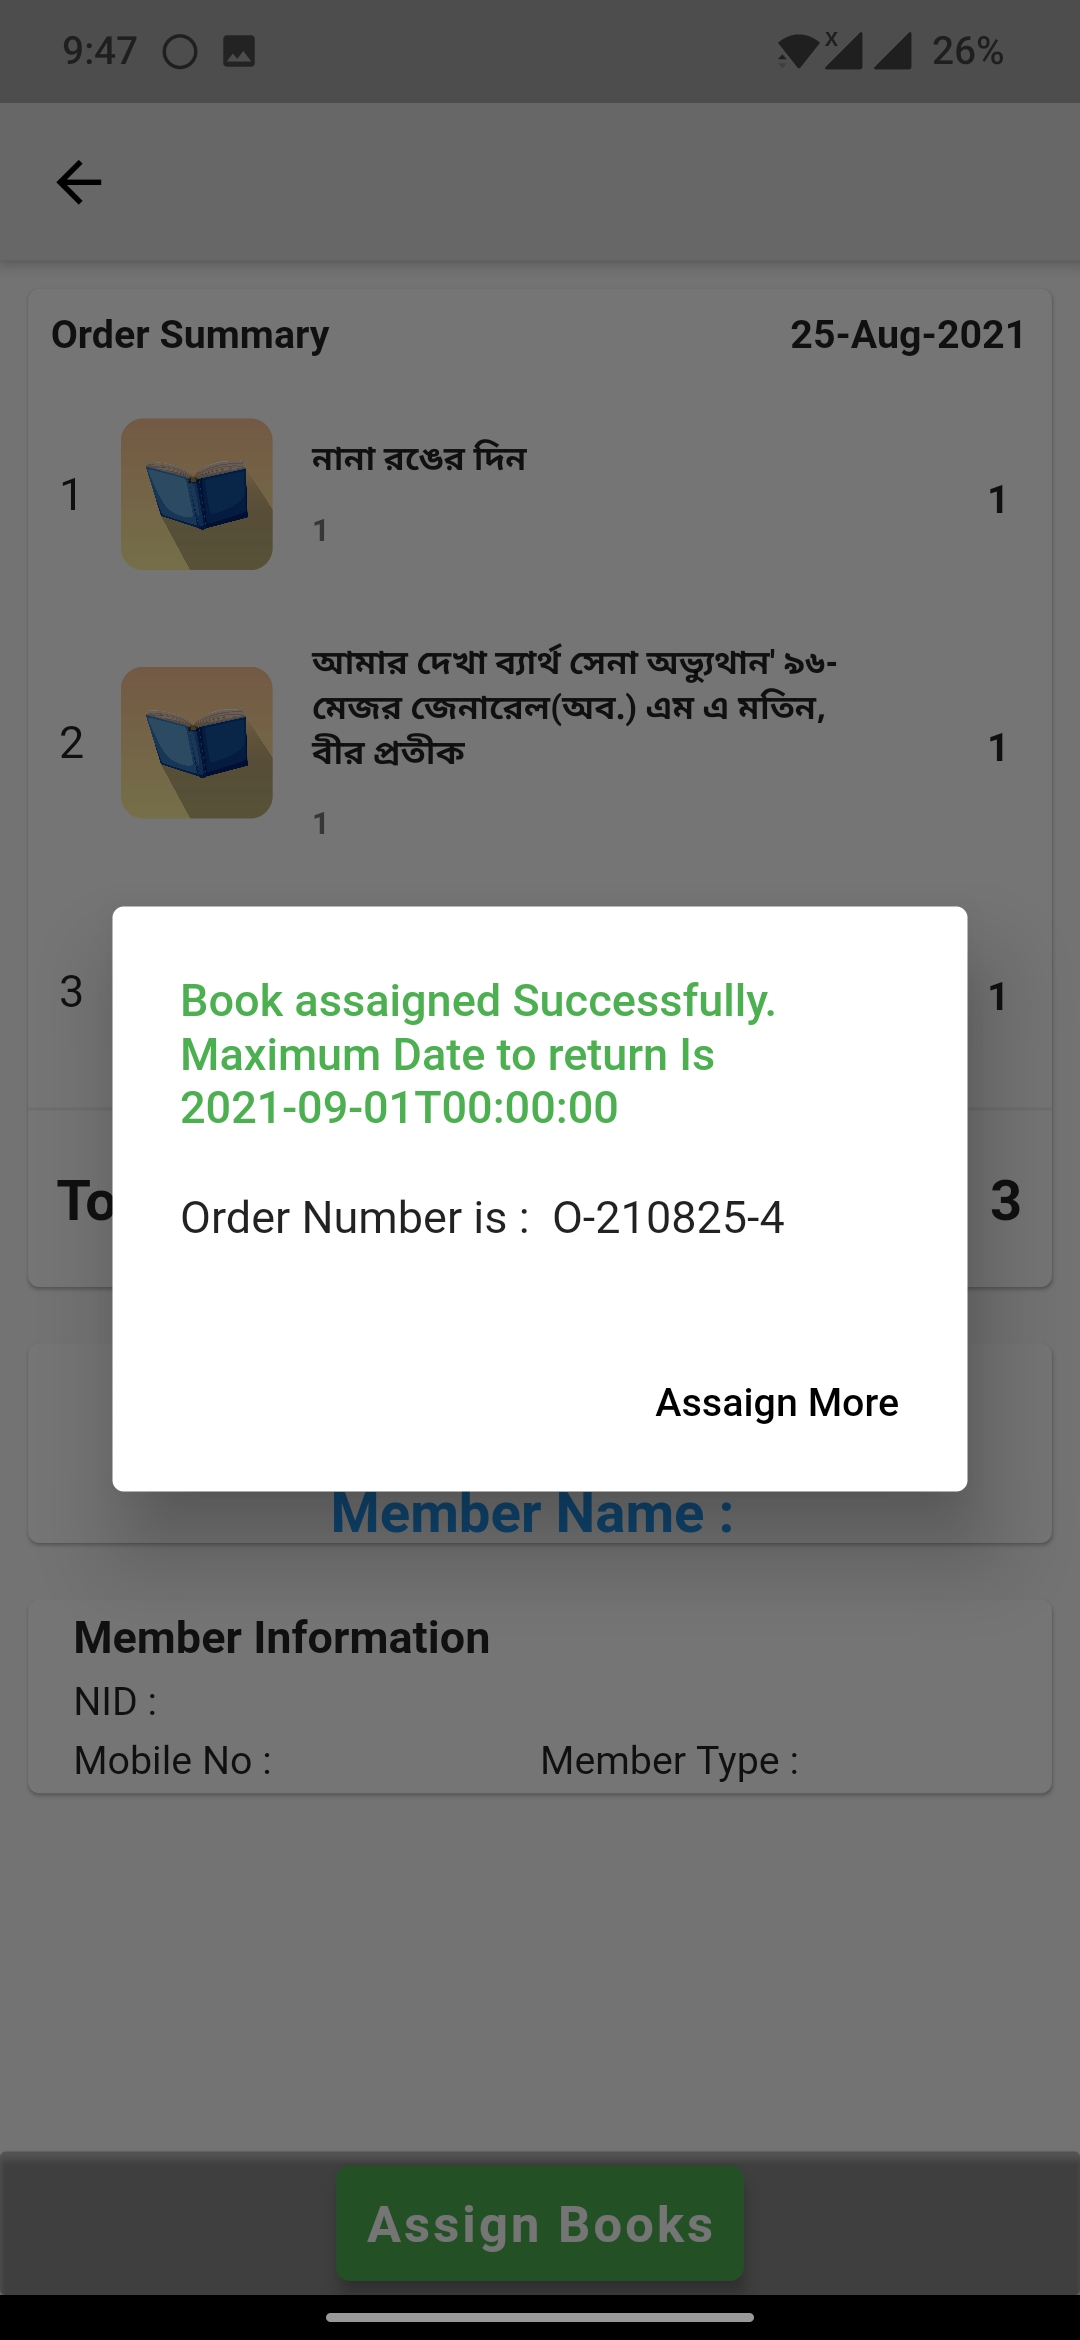 9:47
26%
Order Summary 25-Aug-2021
1
নানা রঙের দিন
1
1
2
আমার দেখা ব্যার্থ সেনা অভ্যুথান' ৯৬-
মেজর জেনারেল(অব.) এম এ মতিন,
বীর প্রতীক
1
1
3
1
3
Book assaigned Successfully.
Maximum Date to return Is
2021-09-01T00:00:00
Order Number is : O-210825-4
Assaign More
Member Name :
Member Information
NID :
Mobile No : Member Type :
Assign Books